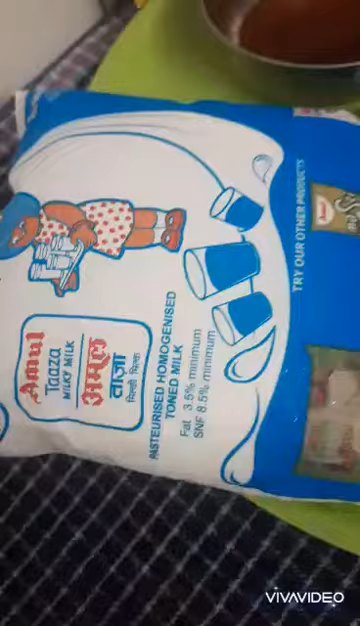 Amul
Taaza
MILKY MILK
अमूल
ताज़ा
मिल्की मिल्क
PASTEURISED HOMOGENISED
TONED MILK
Fat 3.5% minimum
SNF 8.5% minimum
TRY OUR OTHER PRODUCTS
VIVAVIDEO